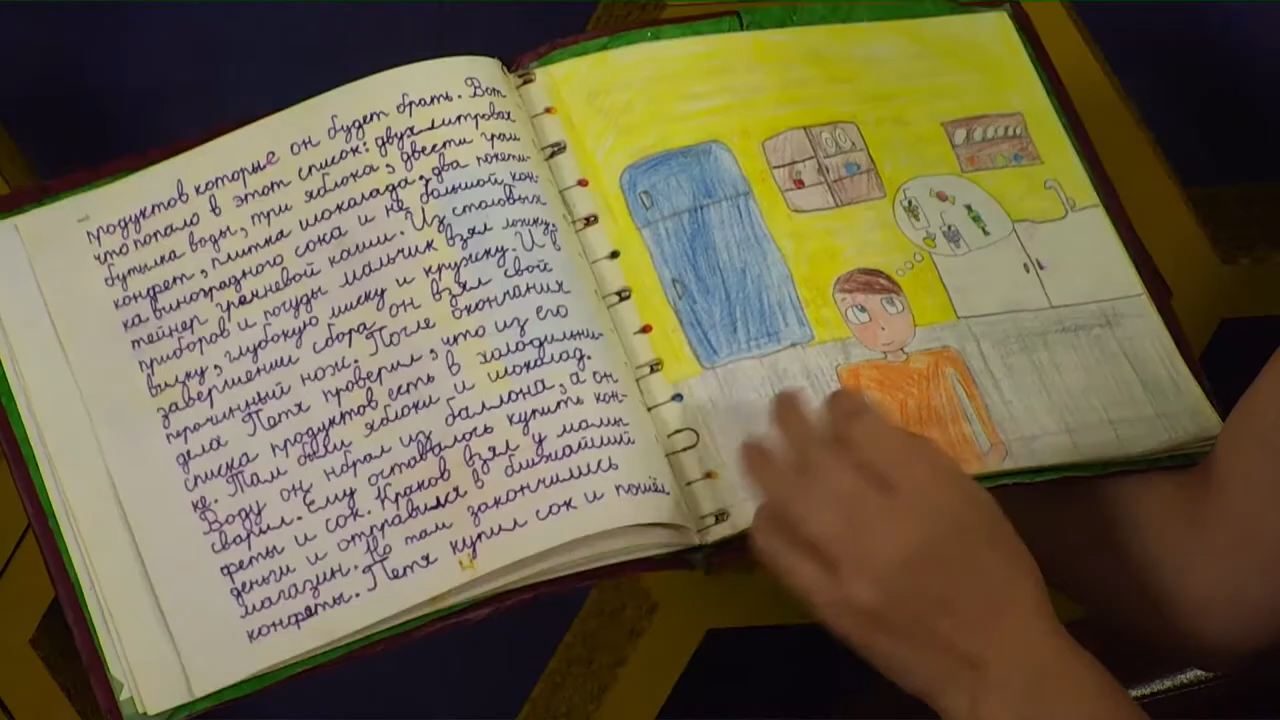 продуктов которые он будет брать. Вот
что попало в этот список: двухлитровая
бутылка воды, три яблока, двести грам
конфет, плитка шоколада, два пакети-
ка виноградного сока и не большой кон-
тейнер гречневой каши. Из столовых
приборов и посуды мальчик взял ложку,
вилку, глубокую миску и кружку. И в
завершении сбора он взял свой
перочинный нож. После окончания
дела Петя проверил, что из его
списка продуктов есть в холодильни-
ке. Там были яблоки и шоколад.
Воду он набрал из баллона, а
сварил. Ему оставалось купить кон-
феты и сок. Краков взял у мамы
деньги и отправился в ближайший
магазин. Но там закончились
конфеты. Петя купил сок и пошёл
4